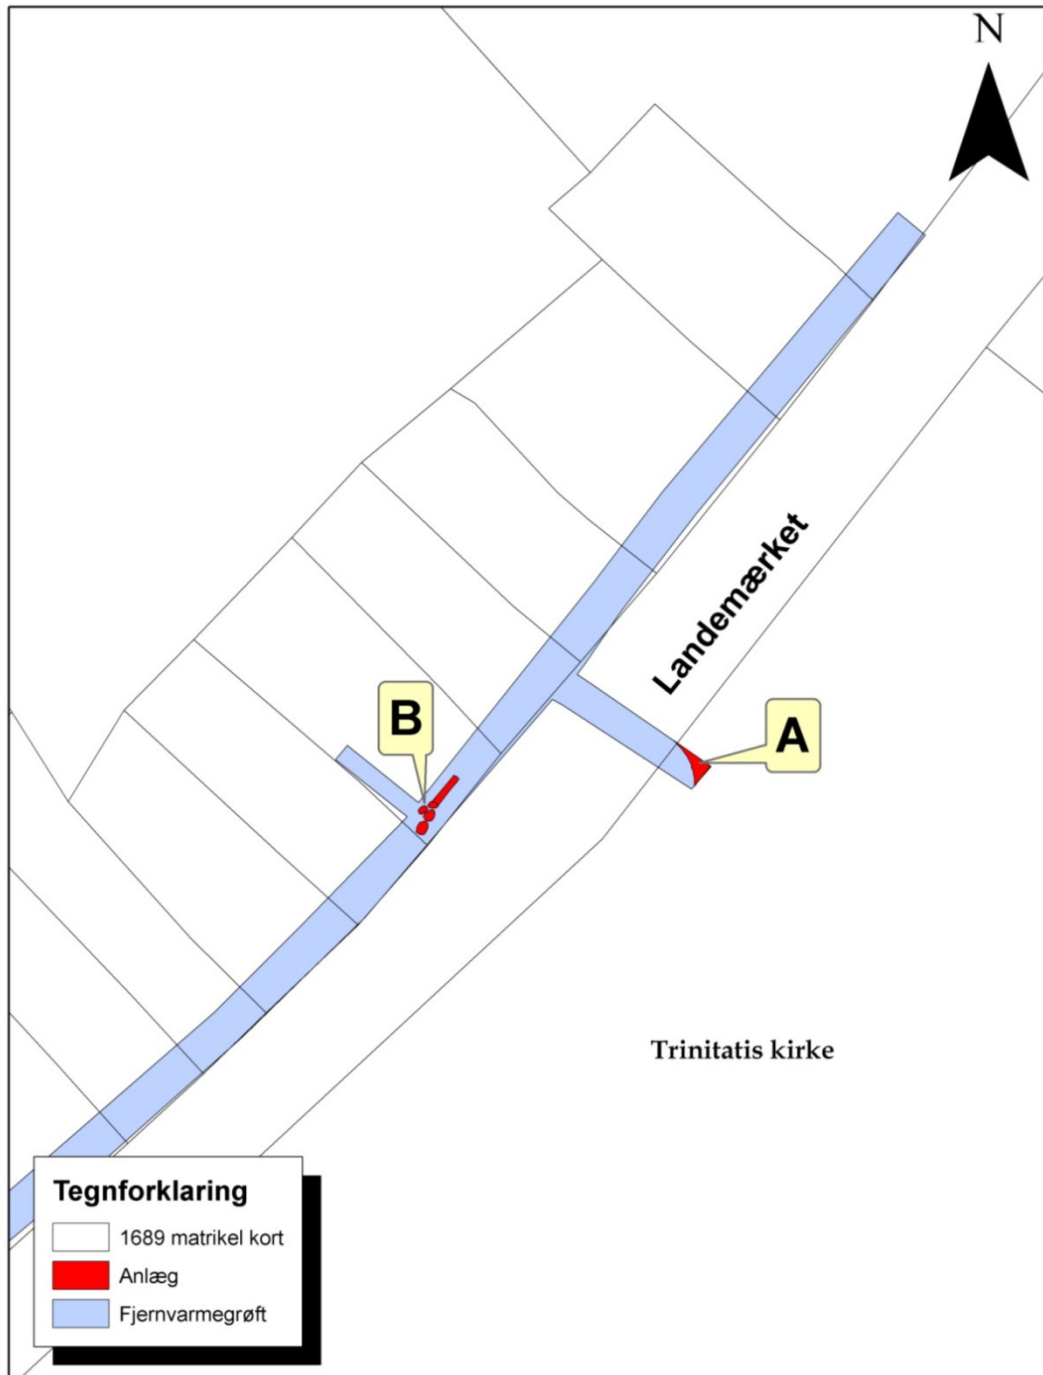 N
Landemærket
B
A
Trinitatis kirke
Tegnforklaring
1689 matrikel kort
Anlæg
Fjernvarmegrøft